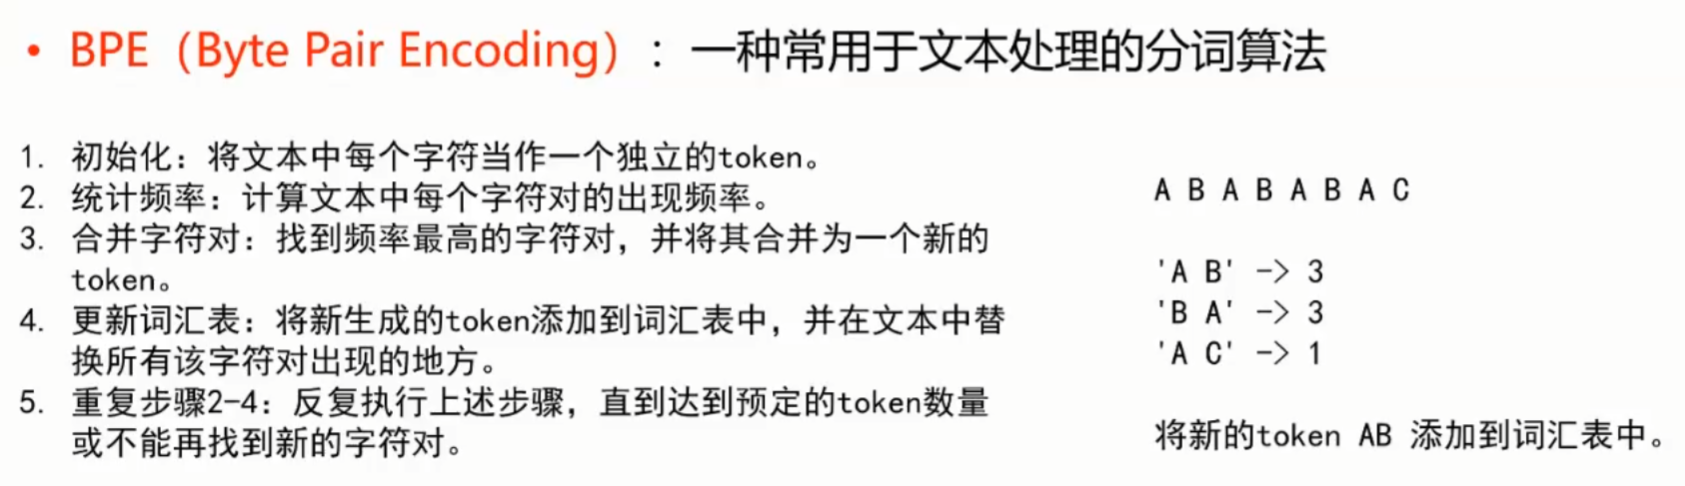 • BPE（Byte Pair Encoding）：一种常用于文本处理的分词算法
1. 初始化：将文本中每个字符当作一个独立的token。
2. 统计频率：计算文本中每个字符对的出现频率。
3. 合并字符对：找到频率最高的字符对，并将其合并为一个新的
token。
4. 更新词汇表：将新生成的token添加到词汇表中，并在文本中替
换所有该字符对出现的地方。
5. 重复步骤2-4：反复执行上述步骤，直到达到预定的token数量
或不能再找到新的字符对。
A B A B A B A C
'A B' -> 3
'B A' -> 3
'A C' -> 1
将新的token AB 添加到词汇表中。